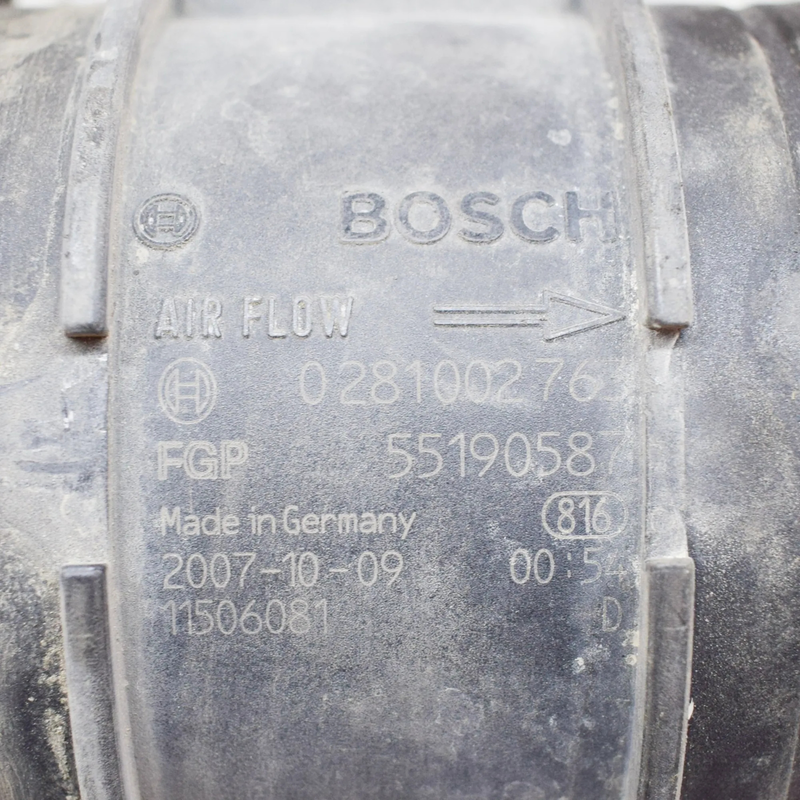 BOSCH
AIR FLOW
0281002763
FGP 55190587
Made in Germany 816
2007-10-09 00:54
11506081 D